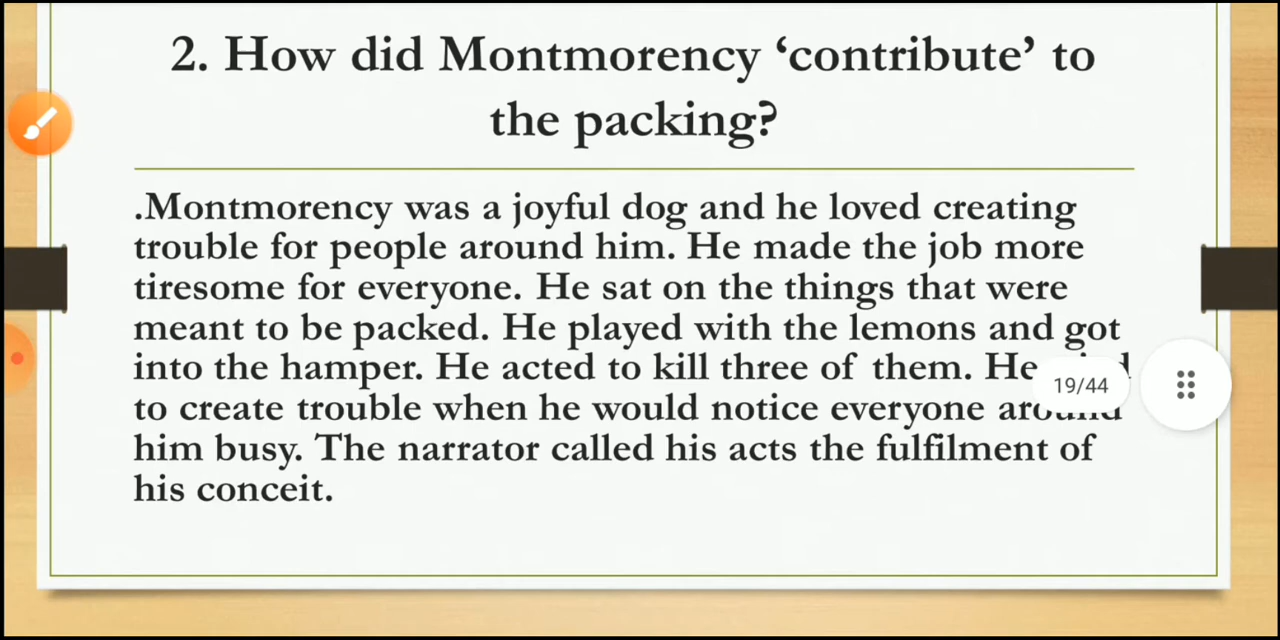 2. How did Montmorency ‘contribute’ to
the packing?
.Montmorency was a joyful dog and he loved creating
trouble for people around him. He made the job more
tiresome for everyone. He sat on the things that were
meant to be packed. He played with the lemons and got
into the hamper. He acted to kill three of them. He
19/44
to create trouble when he would notice everyone around
him busy. The narrator called his acts the fulfilment of
his conceit.